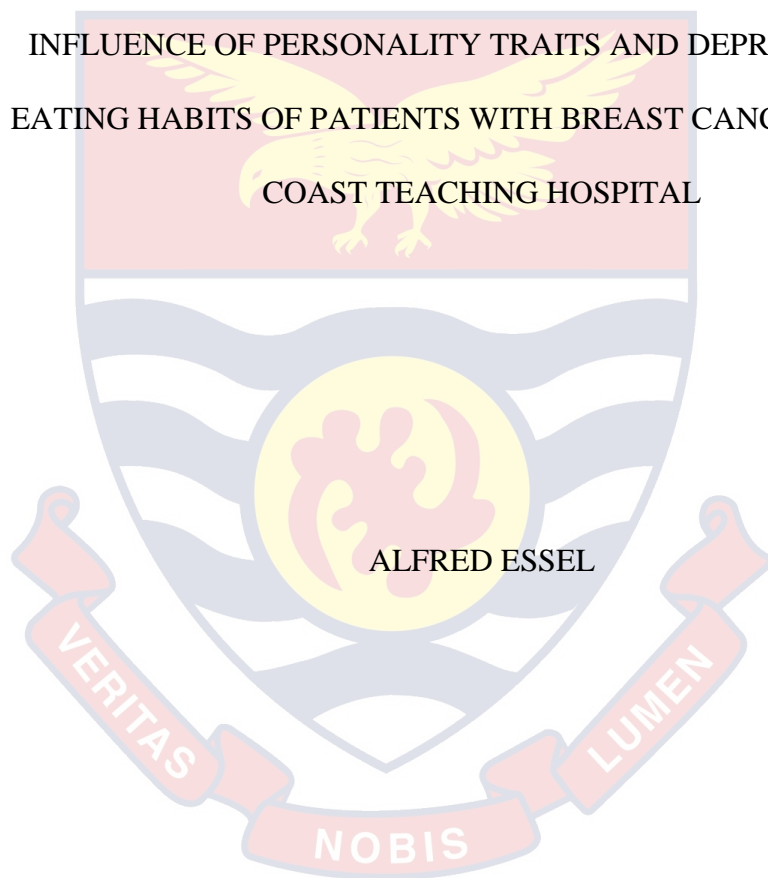 INFLUENCE OF PERSONALITY TRAITS AND DEPR
EATING HABITS OF PATIENTS WITH BREAST CANC
COAST TEACHING HOSPITAL
ALFRED ESSEL
VERITAS
NOBIS
LUMEN